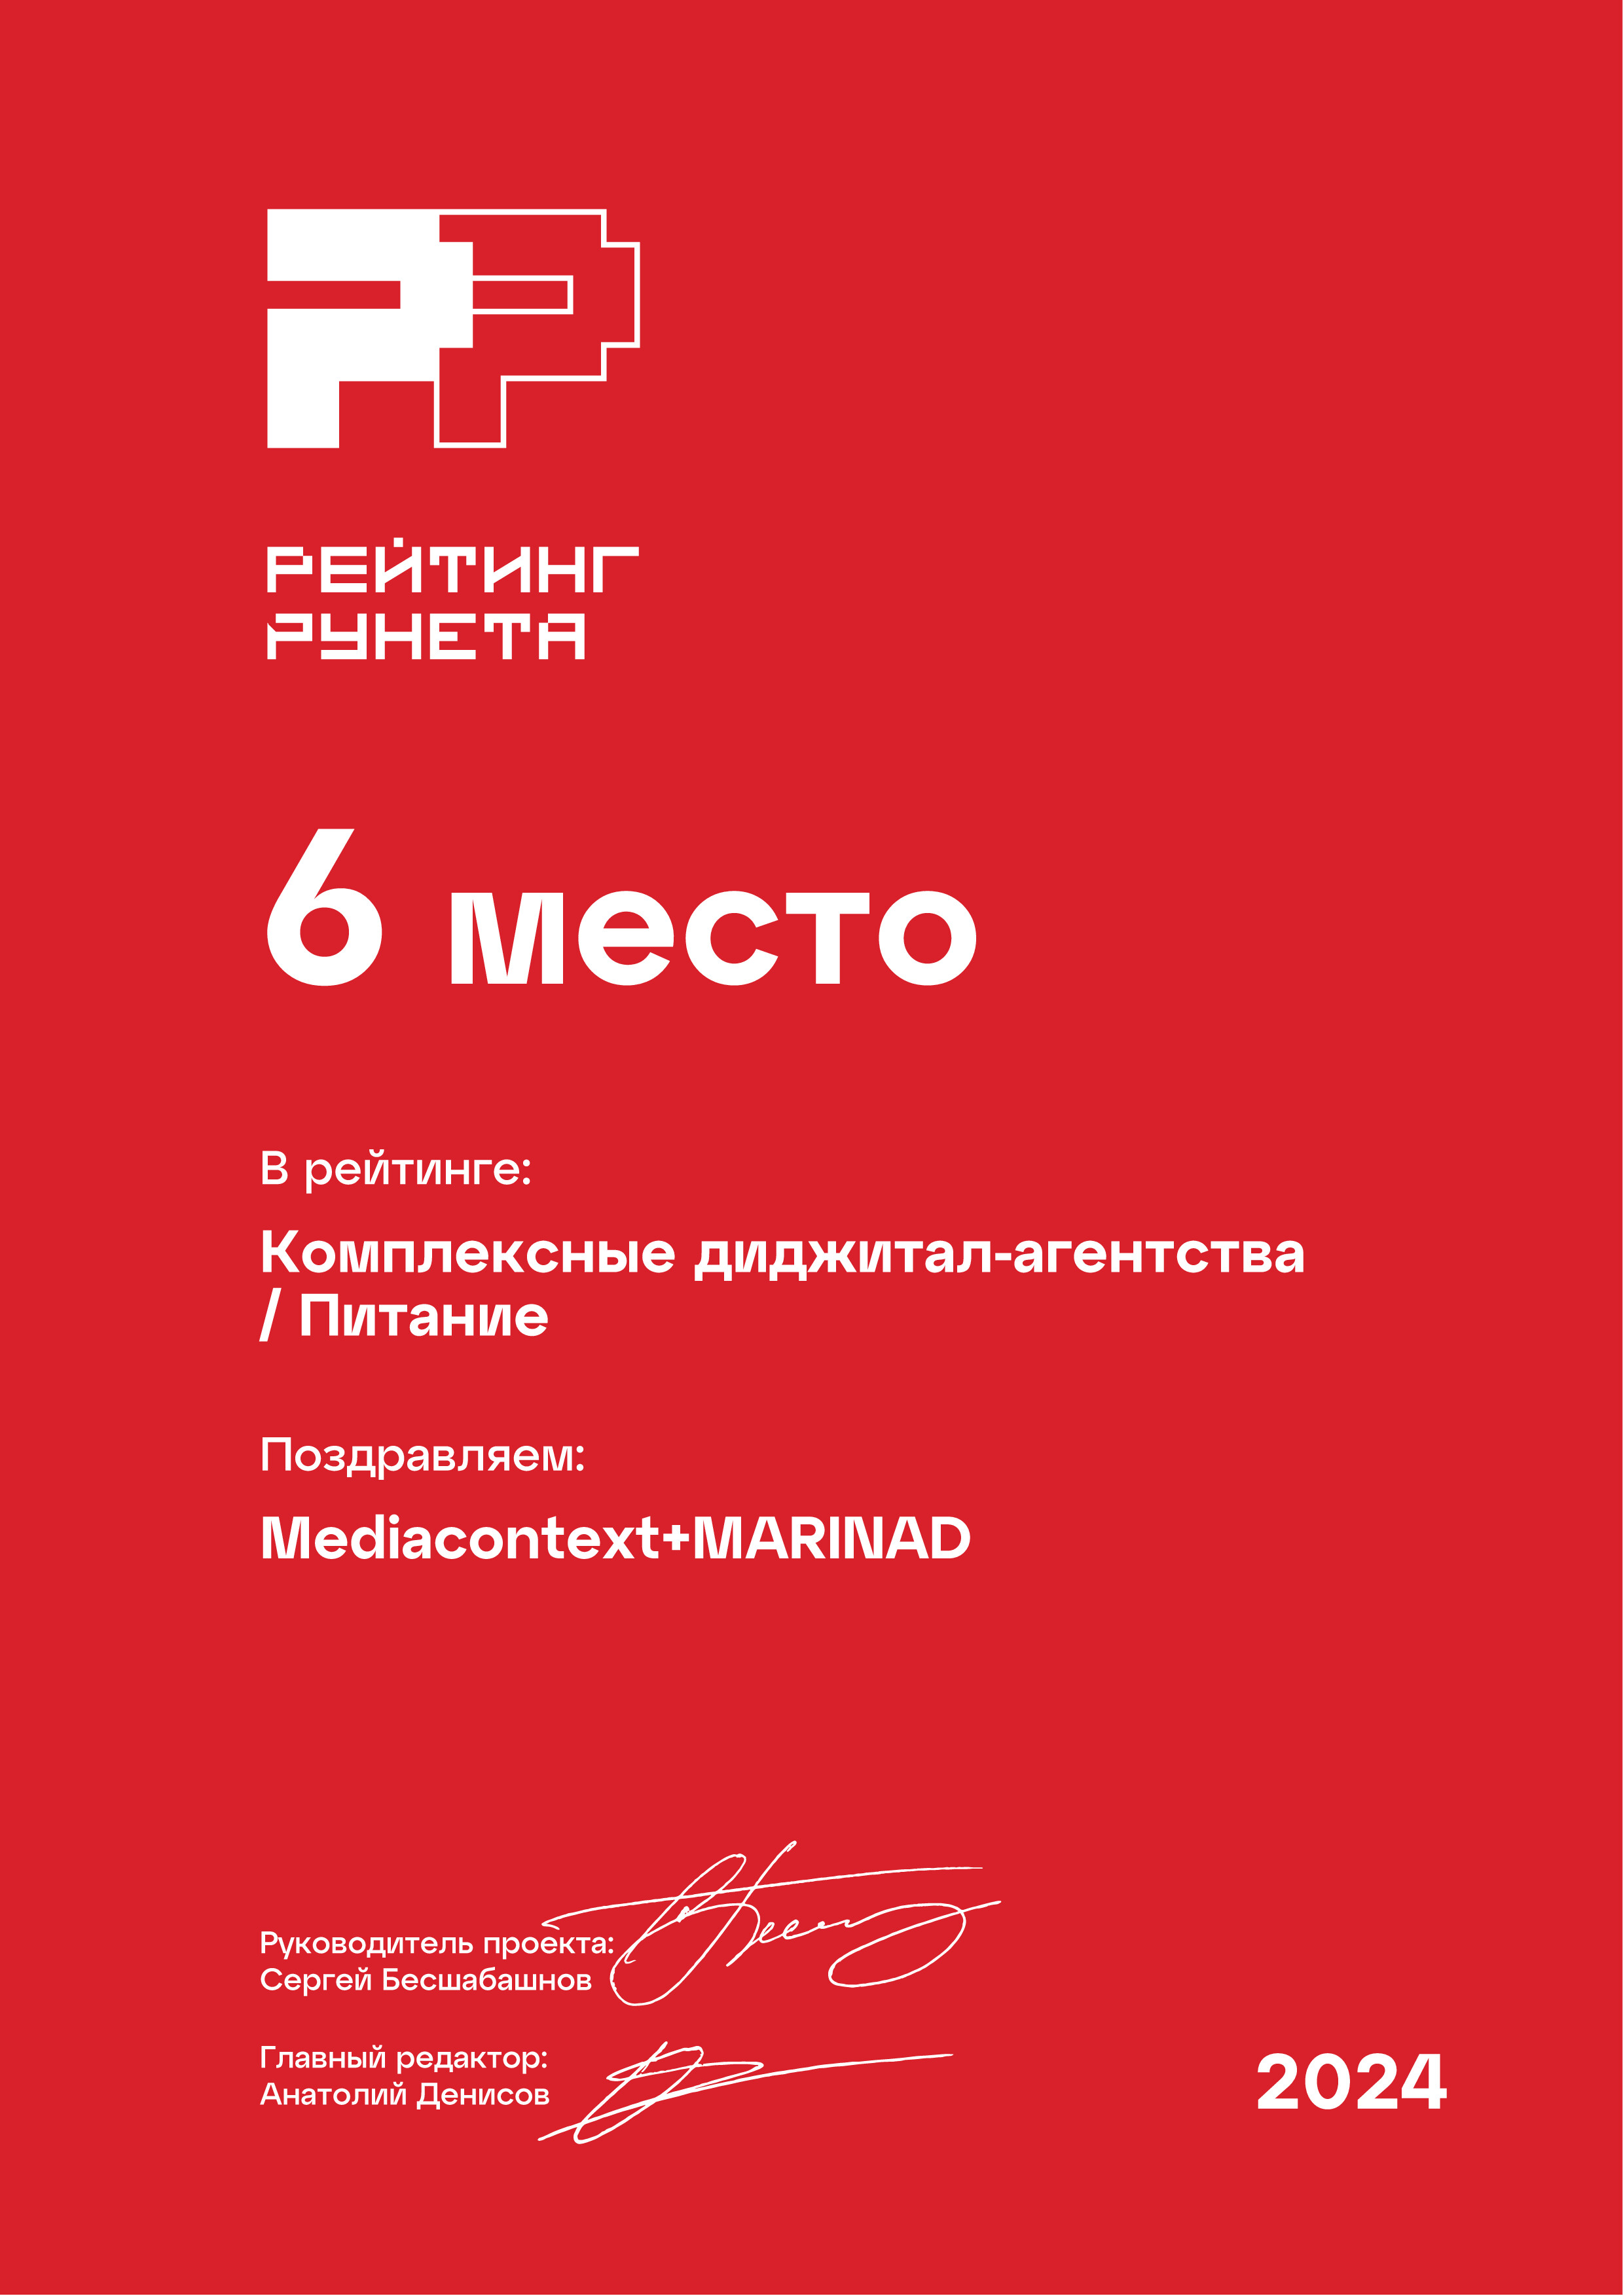 РЕЙТИНГ
РУНЕТА
6 место
В рейтинге:
Комплексные диджитал-агентства
/ Питание
Поздравляем:
Mediacontext+MARINAD
Руководитель проекта:
Сергей Бесшабашнов
Главный редактор:
Анатолий Денисов
2024